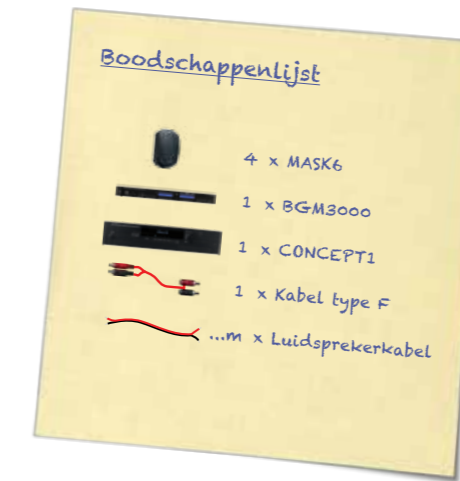 Boodschappenlijst
4 x MASK6
1 x BGM3000
1 x CONCEPT1
1 x Kabel type F
...m x Luidsprekerkabel